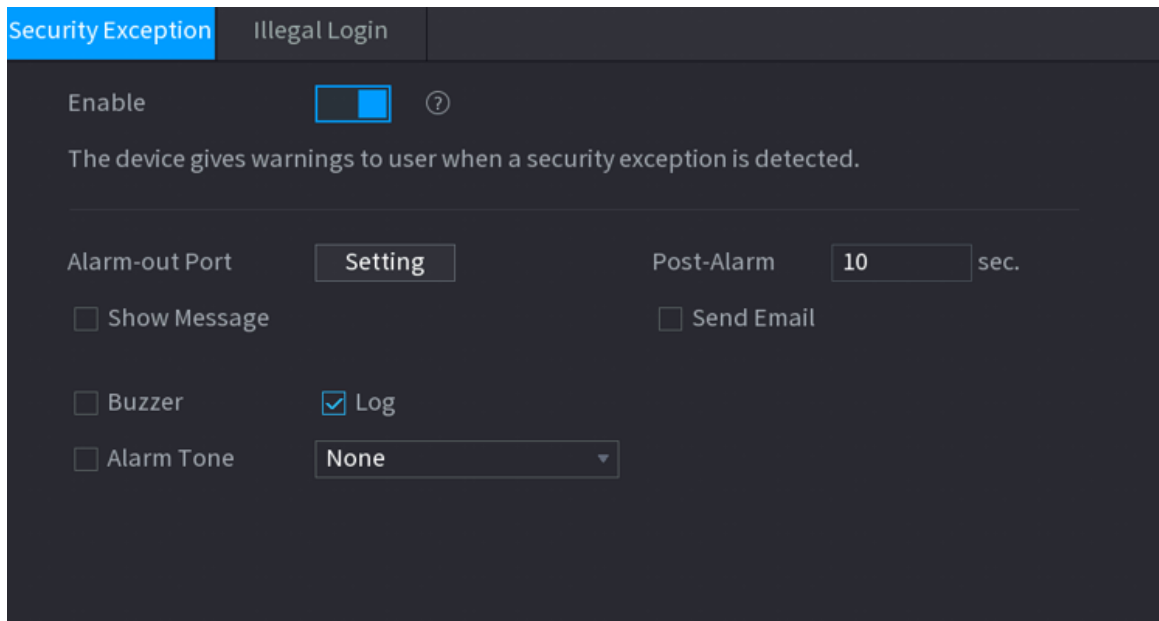 Security Exception Illegal Login
Enable ?
The device gives warnings to user when a security exception is detected.
Alarm-out Port Setting Post-Alarm 10 sec.
Show Message Send Email
Buzzer Log
Alarm Tone None